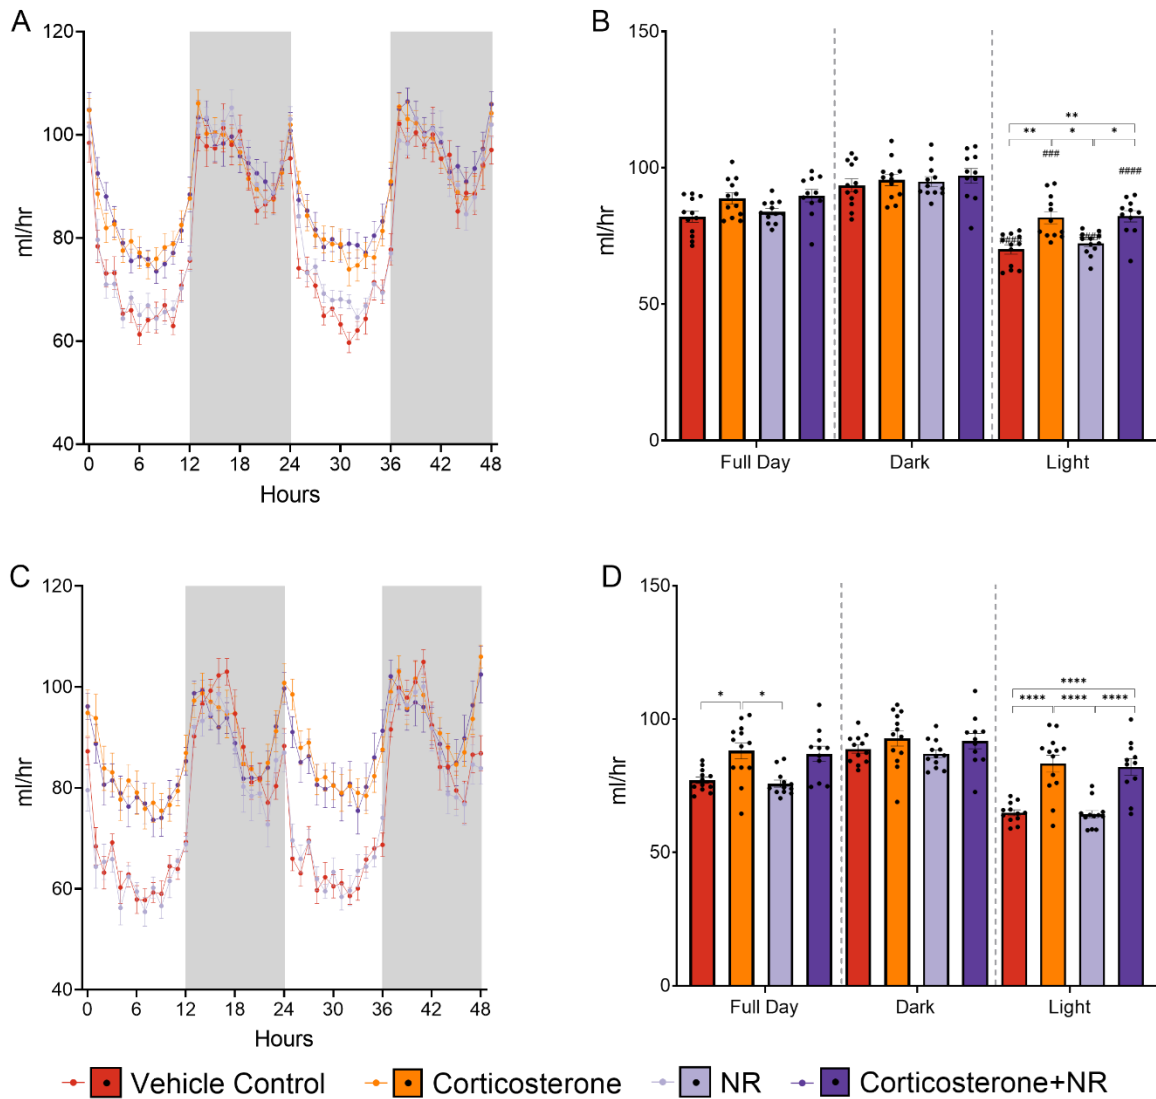 A
120
100
80
60
40
ml/hr
0 6 12 18 24 30 36 42 48
Hours
B
150
100
50
0
ml/hr
**
** * *
###
####
Full Day Dark Light
C
120
100
80
60
40
ml/hr
0 6 12 18 24 30 36 42 48
Hours
D
150
100
50
0
ml/hr
* *
****
**** **** ****
Full Day Dark Light
Vehicle Control Corticosterone NR Corticosterone+NR